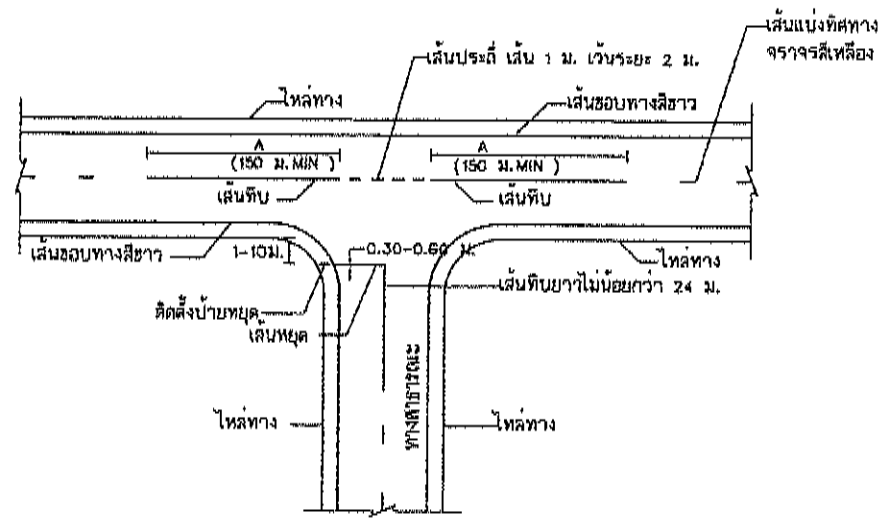 เส้นแบ่งทิศทาง
จราจรสีเหลือง
เส้นประถี่ เส้น 1 ม. เว้นระยะ 2 ม.
ไหล่ทาง
เส้นขอบทางสีขาว
A
(150 ม.MIN )
A
(150 ม.MIN )
เส้นทึบ
เส้นทึบ
เส้นขอบทางสีขาว
1-10ม.
0.30-0.60 ม.
ไหล่ทาง
เส้นทึบยาวไม่น้อยกว่า 24 ม.
ติดตั้งป้ายหยุด
เส้นหยุด
ทางสาธารณะ
ไหล่ทาง
ไหล่ทาง